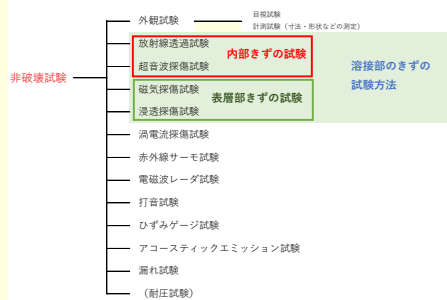 外観試験
目視試験
計測試験（寸法・形状などの測定）
放射線透過試験
超音波探傷試験
内部きずの試験
非破壊試験
磁気探傷試験
浸透探傷試験
表層部きずの試験
溶接部のきずの
試験方法
渦電流探傷試験
赤外線サーモ試験
電磁波レーダ試験
打音試験
ひずみゲージ試験
アコースティックエミッション試験
漏れ試験
（耐圧試験）